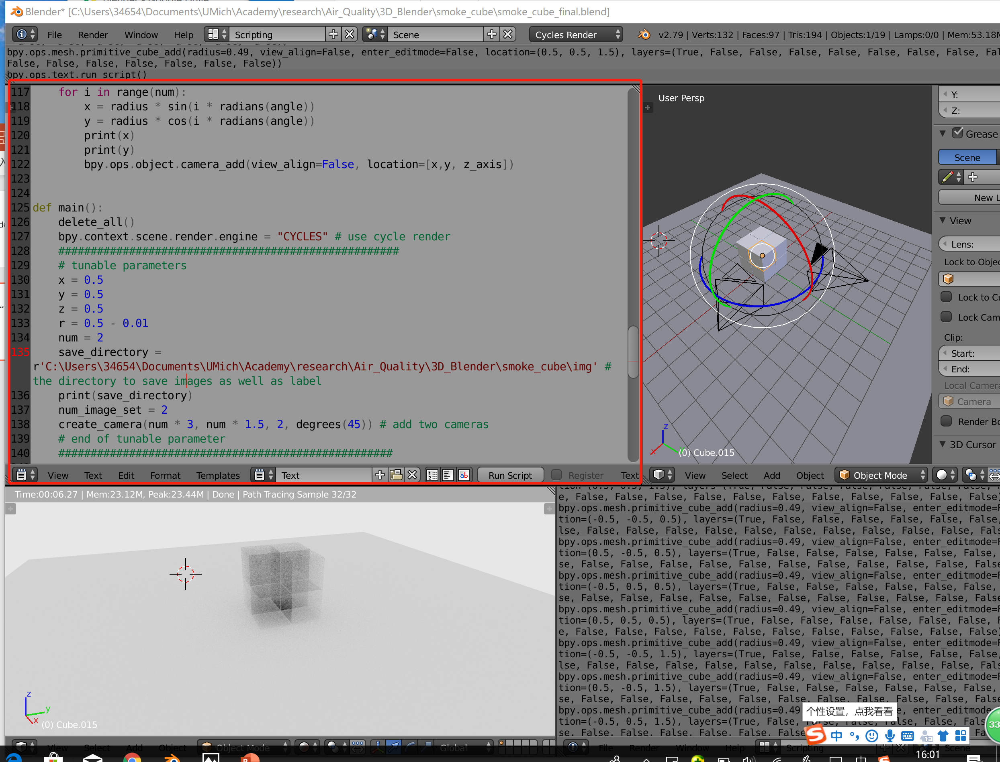 Blender* [C:\Users\34654\Documents\UMich\Academy\research\Air_Quality\3D_Blender\smoke_cube\smoke_cube_final.blend]
File Render Window Help Scripting Scene Cycles Render v2.79 | Verts:132 | Faces:97 | Tris:194 | Objects:1/19 | Lamps:0/0 | Mem:53.18M
bpy.ops.mesh.primitive_cube_add(radius=0.49, view_align=False, enter_editmode=False, location=(0.5, 0.5, 1.5), layers=(True, False, False, False, False, False, False, False, False, False, False, Fal
False, False, False, False, False, False, False, False))
bpy.ops.text.run_script()
117 for i in range(num):
118 x = radius * sin(i * radians(angle))
119 y = radius * cos(i * radians(angle))
120 print(x)
121 print(y)
122 bpy.ops.object.camera_add(view_align=False, location=[x,y, z_axis])
123
124
125 def main():
126 delete_all()
127 bpy.context.scene.render.engine = "CYCLES" # use cycle render
128 #####################################################
129 # tunable parameters
130 x = 0.5
131 y = 0.5
132 z = 0.5
133 r = 0.5 - 0.01
134 num = 2
135 save_directory =
r'C:\Users\34654\Documents\UMich\Academy\research\Air_Quality\3D_Blender\smoke_cube\img' #
the directory to save images as well as label
136 print(save_directory)
137 num_image_set = 2
138 create_camera(num * 3, num * 1.5, 2, degrees(45)) # add two cameras
139 # end of tunable parameter
140 ####################################################
View Text Edit Format Templates Text Run Script Register Text
User Persp
z
x
(0) Cube.015
View Select Add Object Object Mode
Y:
Z:
Grease
Scene
New L
View
Lens:
Lock to Objec
Lock to Cu
Lock Cam
Clip:
Start:
End:
Local Camera
Camera
Render Bo
3D Cursor
Time:00:06.27 | Mem:23.12M, Peak:23.44M | Done | Path Tracing Sample 32/32
z
y
x
(0) Cube.015
View Select Add Object Object Mode Global
e, False, False, False, False, False, False, False, False, False, False, False, False)
bpy.ops.mesh.primitive_cube_add(radius=0.49, view_align=False, enter_editmode=F
tion=(-0.5, -0.5, 0.5), layers=(True, False, False, False, False, False, False,
lse, False, False, False, False, False, False, False, False, False, False, Fals
bpy.ops.mesh.primitive_cube_add(radius=0.49, view_align=False, enter_editmode=F
tion=(0.5, -0.5, 0.5), layers=(True, False, False, False, False, False, False,
se, False, False, False, False, False, False, False, False, False, False, False
bpy.ops.mesh.primitive_cube_add(radius=0.49, view_align=False, enter_editmode=F
tion=(-0.5, 0.5, 0.5), layers=(True, False, False, False, False, False, False,
se, False, False, False, False, False, False, False, False, False, False, False
bpy.ops.mesh.primitive_cube_add(radius=0.49, view_align=False, enter_editmode=F
tion=(0.5, 0.5, 0.5), layers=(True, False, False, False, False, False, False,
e, False, False, False, False, False, False, False, False, False, False, False)
bpy.ops.mesh.primitive_cube_add(radius=0.49, view_align=False, enter_editmode=F
tion=(-0.5, -0.5, 1.5), layers=(True, False, False, False, False, False, False,
lse, False, False, False, False, False, False, False, False, False, False, Fals
bpy.ops.mesh.primitive_cube_add(radius=0.49, view_align=False, enter_editmode=F
tion=(0.5, -0.5, 1.5), layers=(True, False, False, False, False, False, False,
se, False, False, False, False, False, False, False, False, False, False, False
bpy.ops.mesh.primitive_cube_add(radius=0.49 enter_editmode=F
tion=(-0.5, 0.5, 1.5), layers=(True, False, False, False, False, False, False,
se, False, False, False, False, False
个性设置，点我看看
中
33
File Render Window Help Scripting Scene
16:01